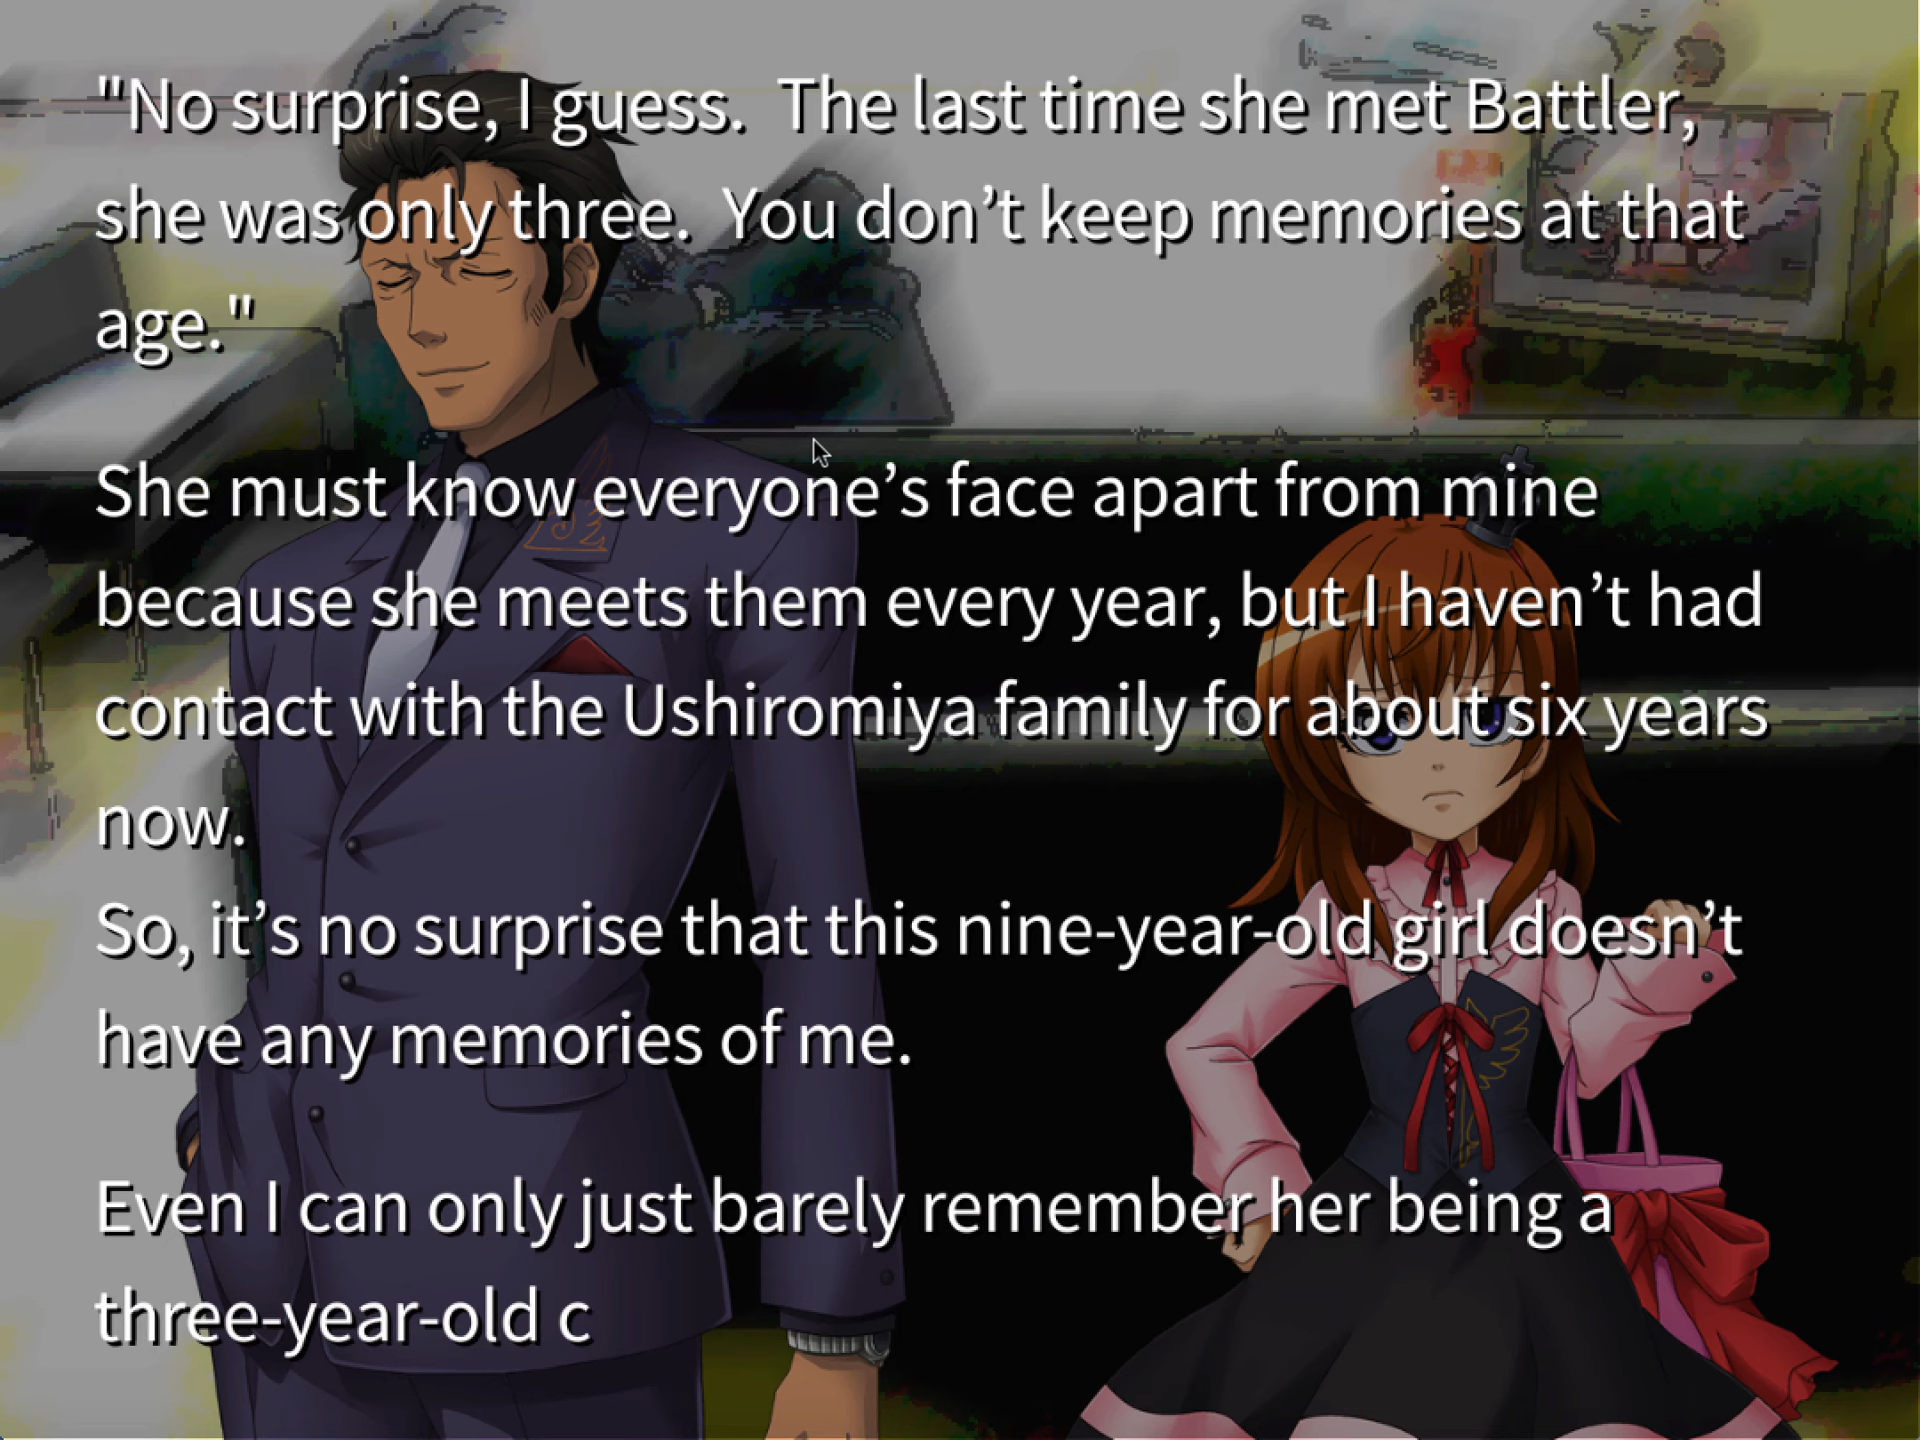 "No surprise, I guess.  The last time she met Battler,
she was only three.  You don’t keep memories at that
age."
She must know everyone’s face apart from mine
because she meets them every year, but I haven’t had
contact with the Ushiromiya family for about six years
now.
So, it’s no surprise that this nine-year-old girl doesn’t
have any memories of me.
Even I can only just barely remember her being a
three-year-old c